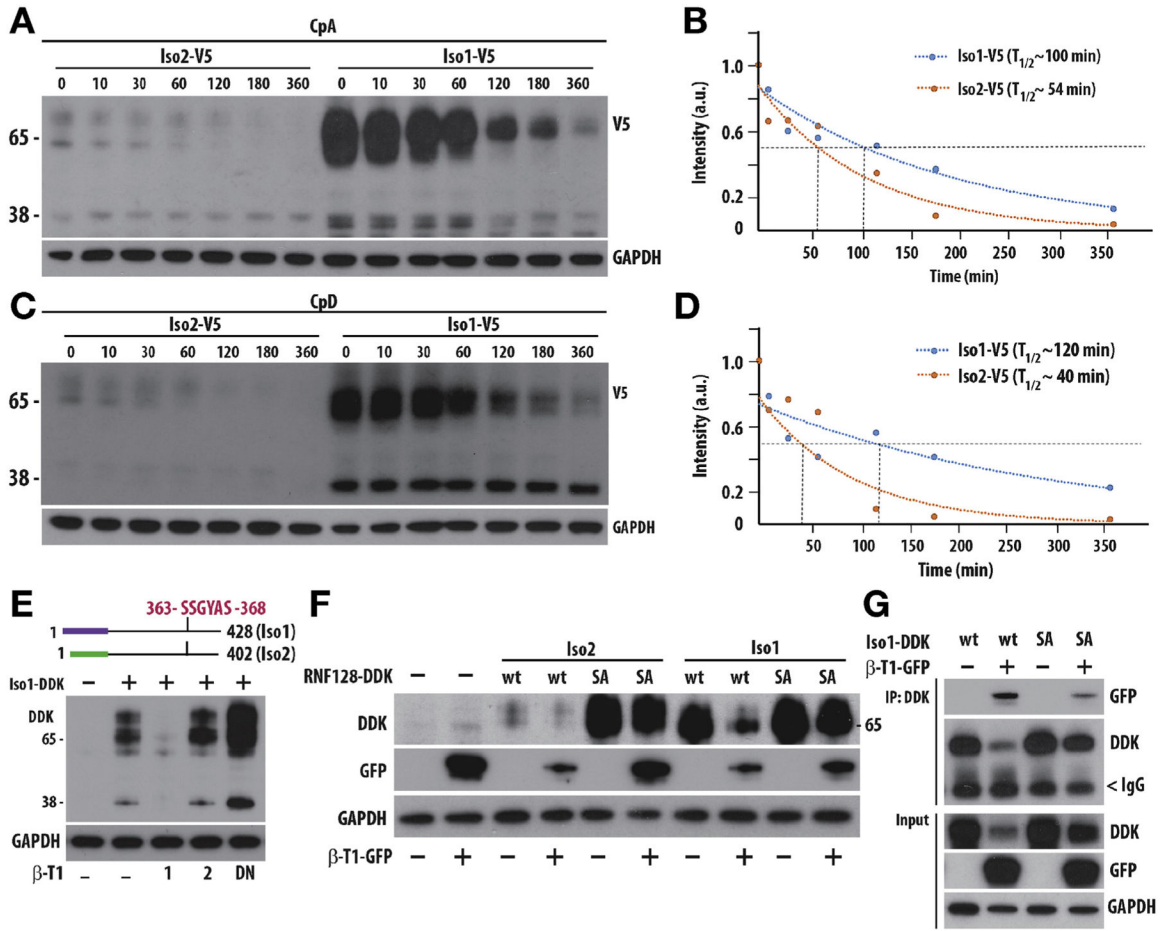 A
CpA
Iso2-V5 Iso1-V5
0 10 30 60 120 180 360 0 10 30 60 120 180 360
V5
65 -
38 -
GAPDH
B
Iso1-V5 (T1/2~100 min)
Iso2-V5 (T1/2~ 54 min)
Intensity (a.u.)
1.0
0.6
0.2
0
50 100 150 200 250 300 350
Time (min)
C
CpD
Iso2-V5 Iso1-V5
0 10 30 60 120 180 360 0 10 30 60 120 180 360
V5
65 -
38 -
GAPDH
D
Iso1-V5 (T1/2~120 min)
Iso2-V5 (T1/2~ 40 min)
Intensity (a.u.)
1.0
0.6
0.2
0
50 100 150 200 250 300 350
Time (min)
E
363- SSGYAS -368
1 428 (Iso1)
1 402 (Iso2)
Iso1-DDK – + + + +
DDK
65 -
38 -
GAPDH
β-T1 – – 1 2 DN
F
Iso2 Iso1
RNF128-DDK – – wt wt SA SA wt wt SA SA
DDK
- 65
GFP
GAPDH
β-T1-GFP – + – + – + – + – +
G
Iso1-DDK wt wt SA SA
β-T1-GFP – + – +
IP: DDK
GFP
DDK
< IgG
Input
DDK
GFP
GAPDH